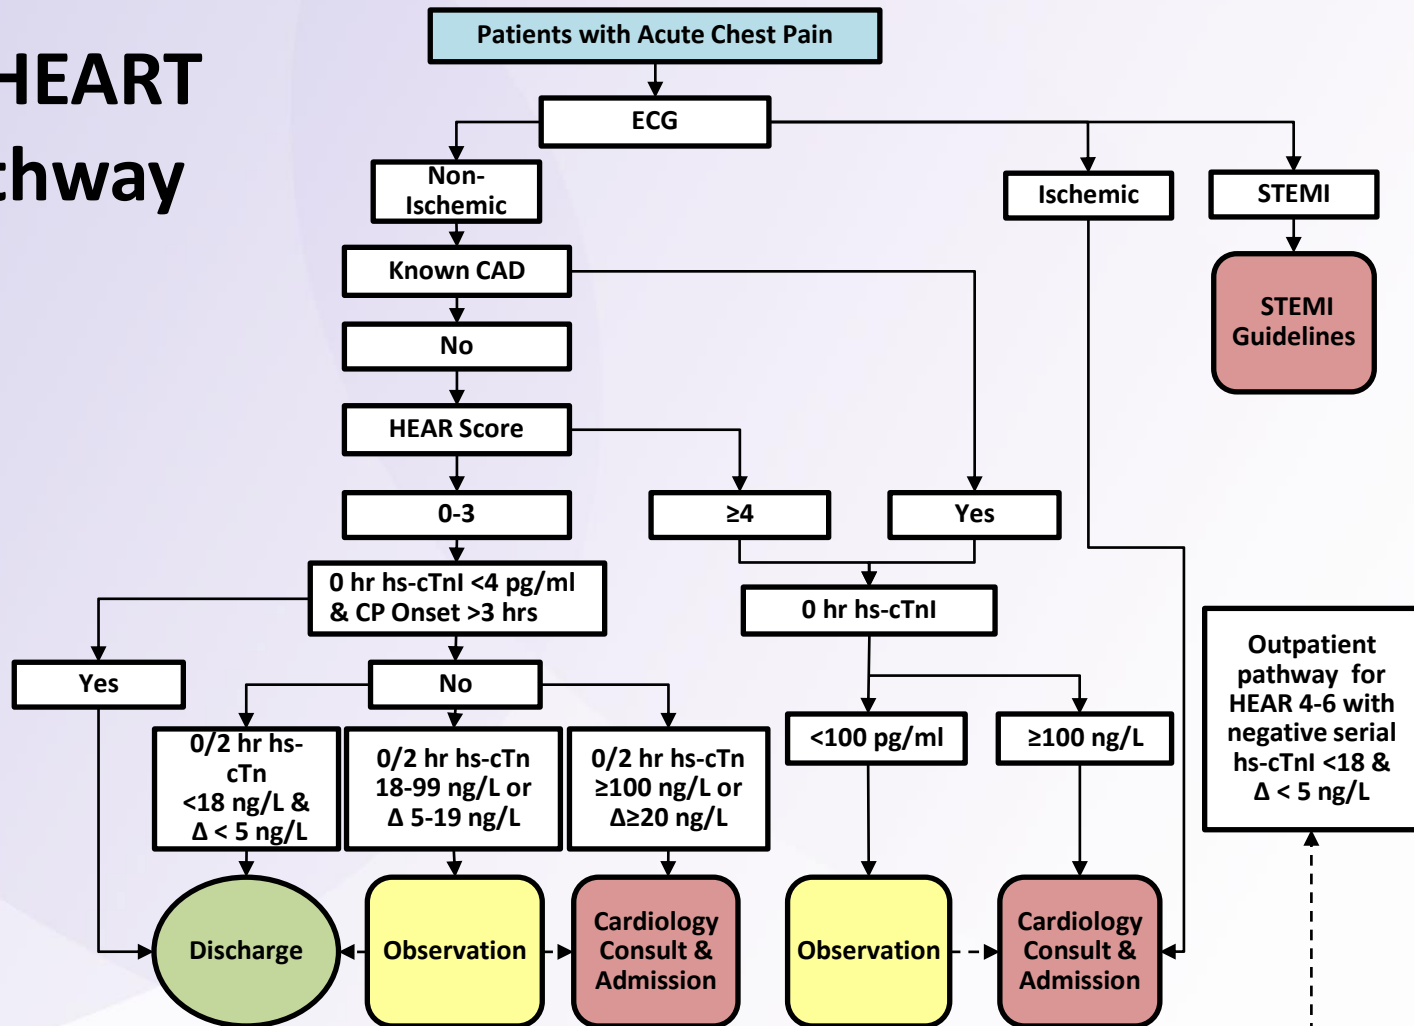 HEART
thway
Patients with Acute Chest Pain
ECG
Non-
Ischemic
Ischemic
STEMI
Known CAD
STEMI
Guidelines
No
HEAR Score
0-3
≥4
Yes
0 hr hs-cTnI <4 pg/ml
& CP Onset >3 hrs
0 hr hs-cTnI
Outpatient
pathway for
HEAR 4-6 with
negative serial
hs-cTnI <18 &
Δ < 5 ng/L
Yes
No
0/2 hr hs-
cTn
<18 ng/L &
Δ < 5 ng/L
0/2 hr hs-cTn
18-99 ng/L or
Δ 5-19 ng/L
0/2 hr hs-cTn
≥100 ng/L or
Δ≥20 ng/L
<100 pg/ml
≥100 ng/L
Discharge
Observation
Cardiology
Consult &
Admission
Observation
Cardiology
Consult &
Admission